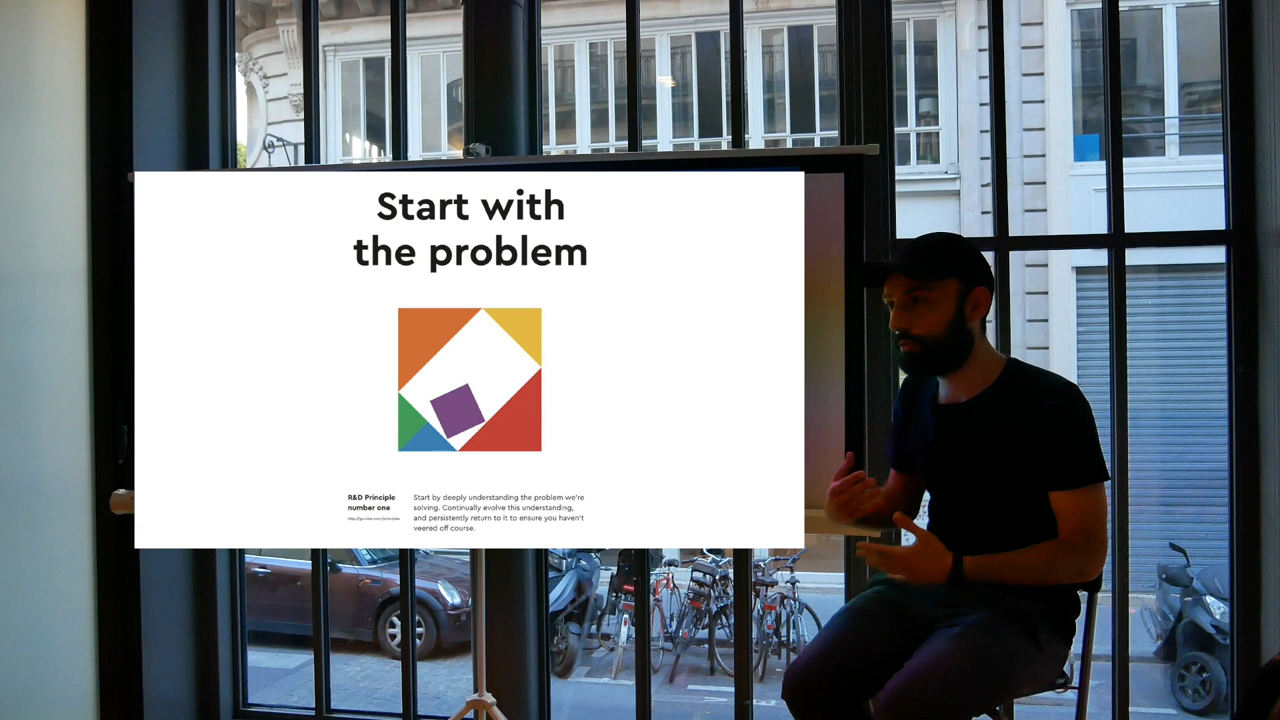 Start with
the problem
R&D Principle
number one
Start by deeply understanding the problem we're
solving. Continually evolve this understanding,
and persistently return to it to ensure you haven't
veered off course.